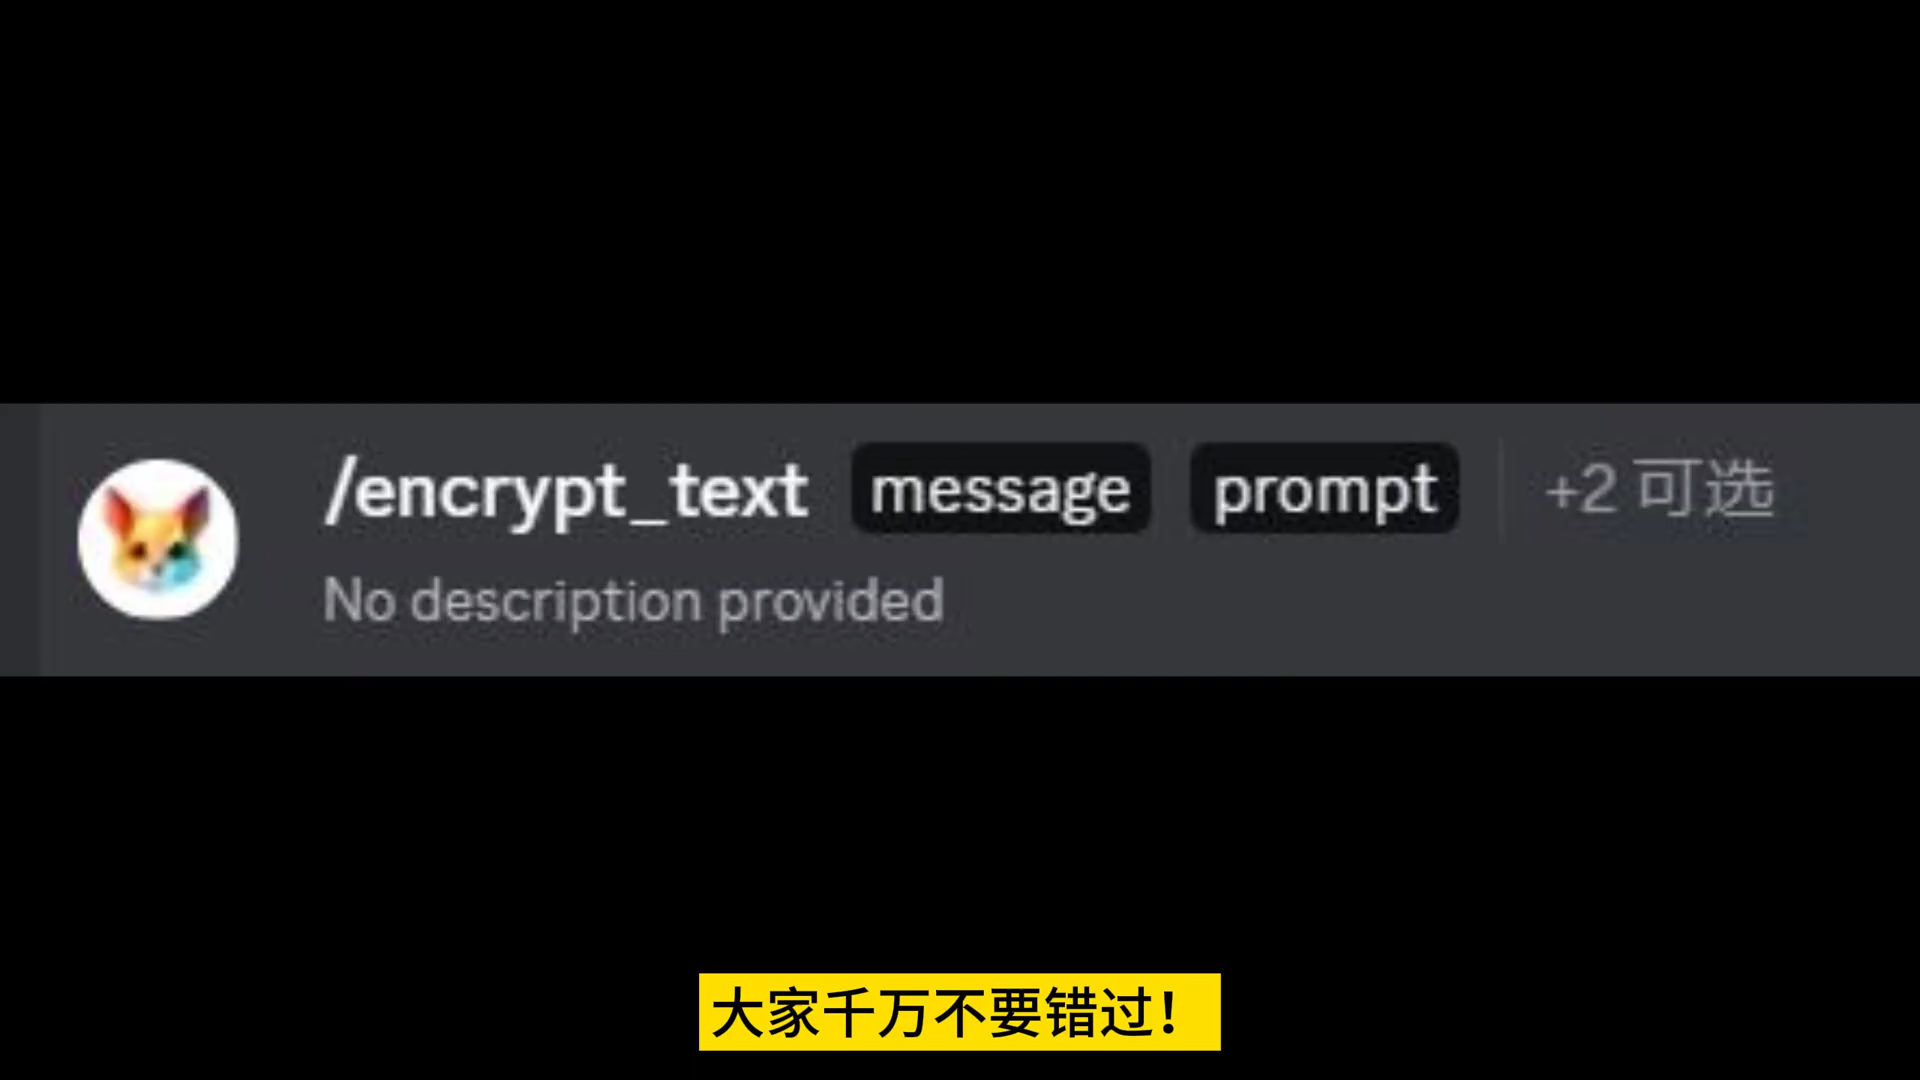 /encrypt_text message prompt +2 可选
No description provided
大家千万不要错过！